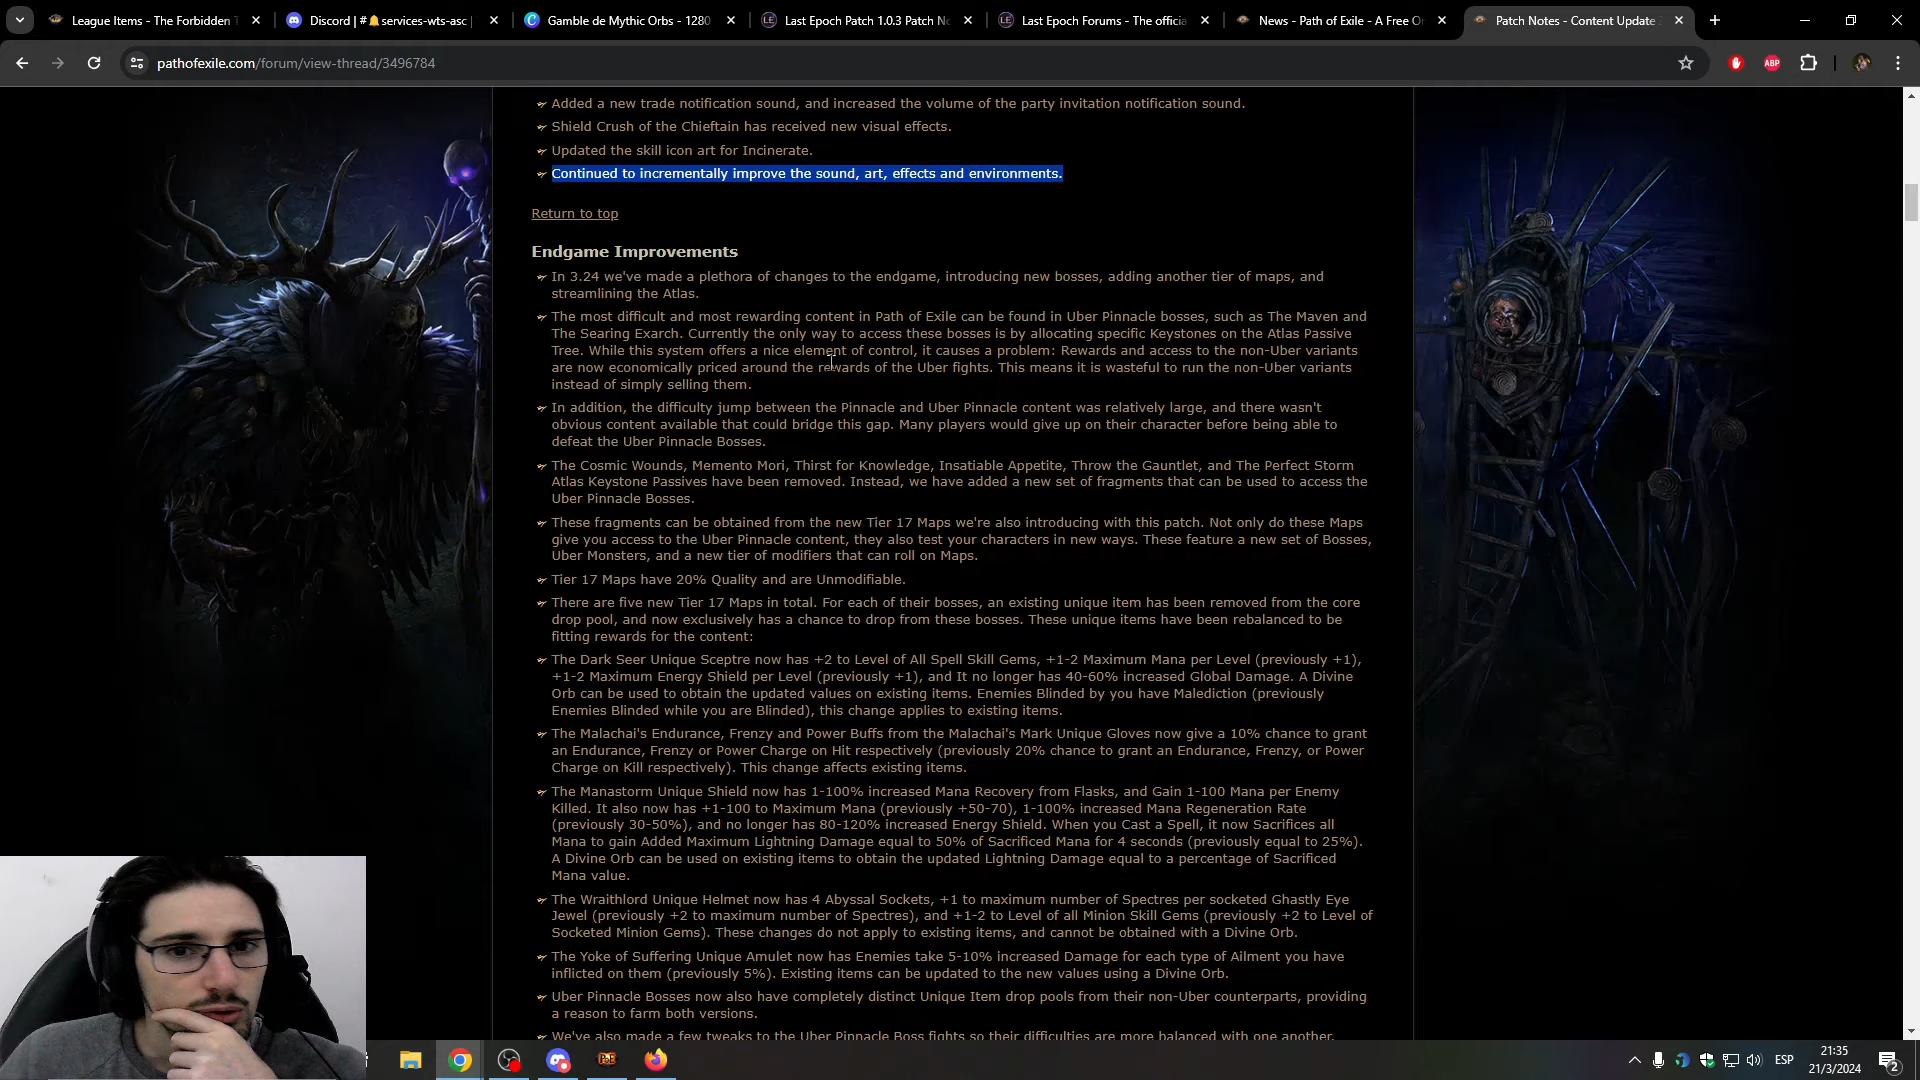 League Items - The Forbidden T
Discord | #🔔services-wts-asc |
Gamble de Mythic Orbs - 1280
Last Epoch Patch 1.0.3 Patch No
Last Epoch Forums - The officia
News - Path of Exile - A Free O
Patch Notes - Content Update 3
pathofexile.com/forum/view-thread/3496784
ABP
Added a new trade notification sound, and increased the volume of the party invitation notification sound.
Shield Crush of the Chieftain has received new visual effects.
Updated the skill icon art for Incinerate.
Continued to incrementally improve the sound, art, effects and environments.
Return to top
Endgame Improvements
In 3.24 we've made a plethora of changes to the endgame, introducing new bosses, adding another tier of maps, and
streamlining the Atlas.
The most difficult and most rewarding content in Path of Exile can be found in Uber Pinnacle bosses, such as The Maven and
The Searing Exarch. Currently the only way to access these bosses is by allocating specific Keystones on the Atlas Passive
Tree. While this system offers a nice element of control, it causes a problem: Rewards and access to the non-Uber variants
are now economically priced around the rewards of the Uber fights. This means it is wasteful to run the non-Uber variants
instead of simply selling them.
In addition, the difficulty jump between the Pinnacle and Uber Pinnacle content was relatively large, and there wasn't
obvious content available that could bridge this gap. Many players would give up on their character before being able to
defeat the Uber Pinnacle Bosses.
The Cosmic Wounds, Memento Mori, Thirst for Knowledge, Insatiable Appetite, Throw the Gauntlet, and The Perfect Storm
Atlas Keystone Passives have been removed. Instead, we have added a new set of fragments that can be used to access the
Uber Pinnacle Bosses.
These fragments can be obtained from the new Tier 17 Maps we're also introducing with this patch. Not only do these Maps
give you access to the Uber Pinnacle content, they also test your characters in new ways. These feature a new set of Bosses,
Uber Monsters, and a new tier of modifiers that can roll on Maps.
Tier 17 Maps have 20% Quality and are Unmodifiable.
There are five new Tier 17 Maps in total. For each of their bosses, an existing unique item has been removed from the core
drop pool, and now exclusively has a chance to drop from these bosses. These unique items have been rebalanced to be
fitting rewards for the content:
The Dark Seer Unique Sceptre now has +2 to Level of All Spell Skill Gems, +1-2 Maximum Mana per Level (previously +1),
+1-2 Maximum Energy Shield per Level (previously +1), and It no longer has 40-60% increased Global Damage. A Divine
Orb can be used to obtain the updated values on existing items. Enemies Blinded by you have Malediction (previously
Enemies Blinded while you are Blinded), this change applies to existing items.
The Malachai's Endurance, Frenzy and Power Buffs from the Malachai's Mark Unique Gloves now give a 10% chance to grant
an Endurance, Frenzy or Power Charge on Hit respectively (previously 20% chance to grant an Endurance, Frenzy, or Power
Charge on Kill respectively). This change affects existing items.
The Manastorm Unique Shield now has 1-100% increased Mana Recovery from Flasks, and Gain 1-100 Mana per Enemy
Killed. It also now has +1-100 to Maximum Mana (previously +50-70), 1-100% increased Mana Regeneration Rate
(previously 30-50%), and no longer has 80-120% increased Energy Shield. When you Cast a Spell, it now Sacrifices all
Mana to gain Added Maximum Lightning Damage equal to 50% of Sacrificed Mana for 4 seconds (previously equal to 25%).
A Divine Orb can be used on existing items to obtain the updated Lightning Damage equal to a percentage of Sacrificed
Mana value.
The Wraithlord Unique Helmet now has 4 Abyssal Sockets, +1 to maximum number of Spectres per socketed Ghastly Eye
Jewel (previously +2 to maximum number of Spectres), and +1-2 to Level of all Minion Skill Gems (previously +2 to Level of
Socketed Minion Gems). These changes do not apply to existing items, and cannot be obtained with a Divine Orb.
The Yoke of Suffering Unique Amulet now has Enemies take 5-10% increased Damage for each type of Ailment you have
inflicted on them (previously 5%). Existing items can be updated to the new values using a Divine Orb.
Uber Pinnacle Bosses now also have completely distinct Unique Item drop pools from their non-Uber counterparts, providing
a reason to farm both versions.
We've also made a few tweaks to the Uber Pinnacle Boss fights so their difficulties are more balanced with one another.
PoE
ESP
21:35
21/3/2024
2